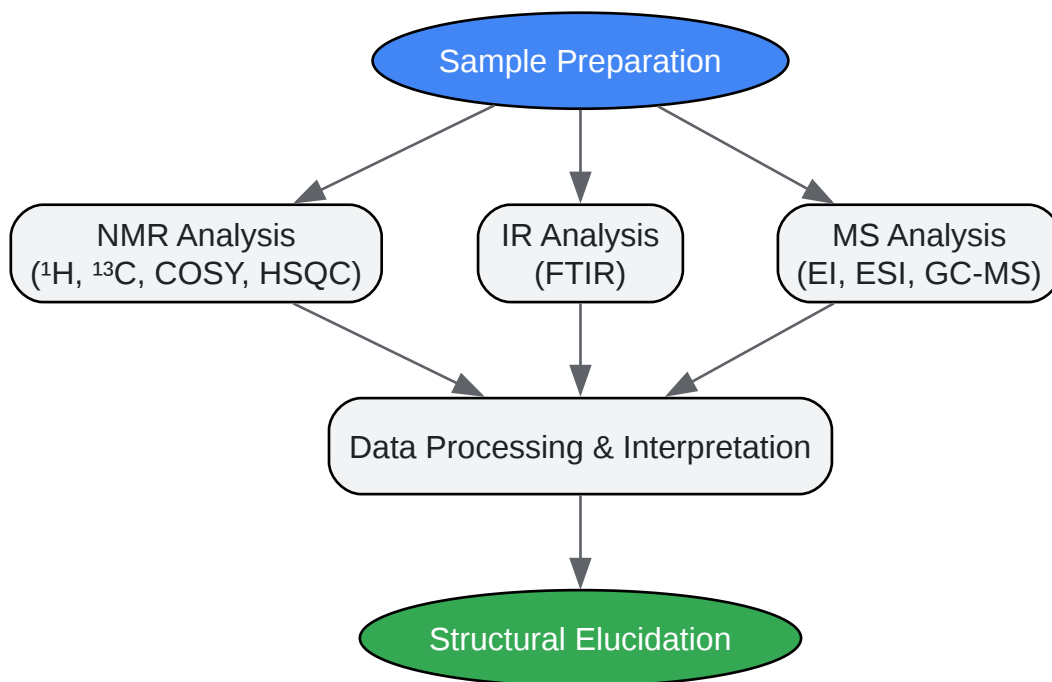 Sample Preparation
NMR Analysis
(¹H, ¹³C, COSY, HSQC)
IR Analysis
(FTIR)
MS Analysis
(EI, ESI, GC-MS)
Data Processing & Interpretation
Structural Elucidation